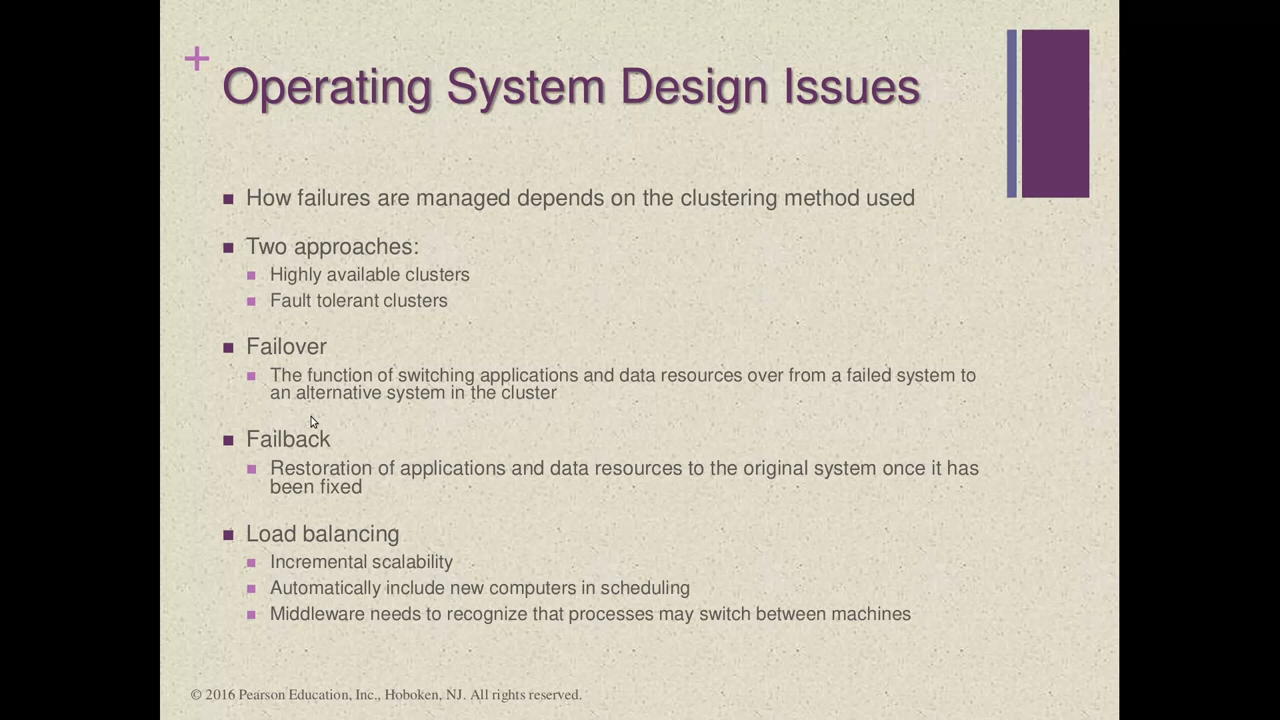 +
Operating System Design Issues
■ How failures are managed depends on the clustering method used
■ Two approaches:
■ Highly available clusters
■ Fault tolerant clusters
■ Failover
■ The function of switching applications and data resources over from a failed system to
an alternative system in the cluster
■ Failback
■ Restoration of applications and data resources to the original system once it has
been fixed
■ Load balancing
■ Incremental scalability
■ Automatically include new computers in scheduling
■ Middleware needs to recognize that processes may switch between machines
© 2016 Pearson Education, Inc., Hoboken, NJ. All rights reserved.